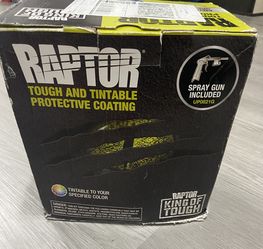 RAPTOR
TOUGH AND TINTABLE
PROTECTIVE COATING
SPRAY GUN
INCLUDED
UP0821G
TINTABLE TO YOUR
SPECIFIED COLOR
RAPTOR
KING OF
TOUGH